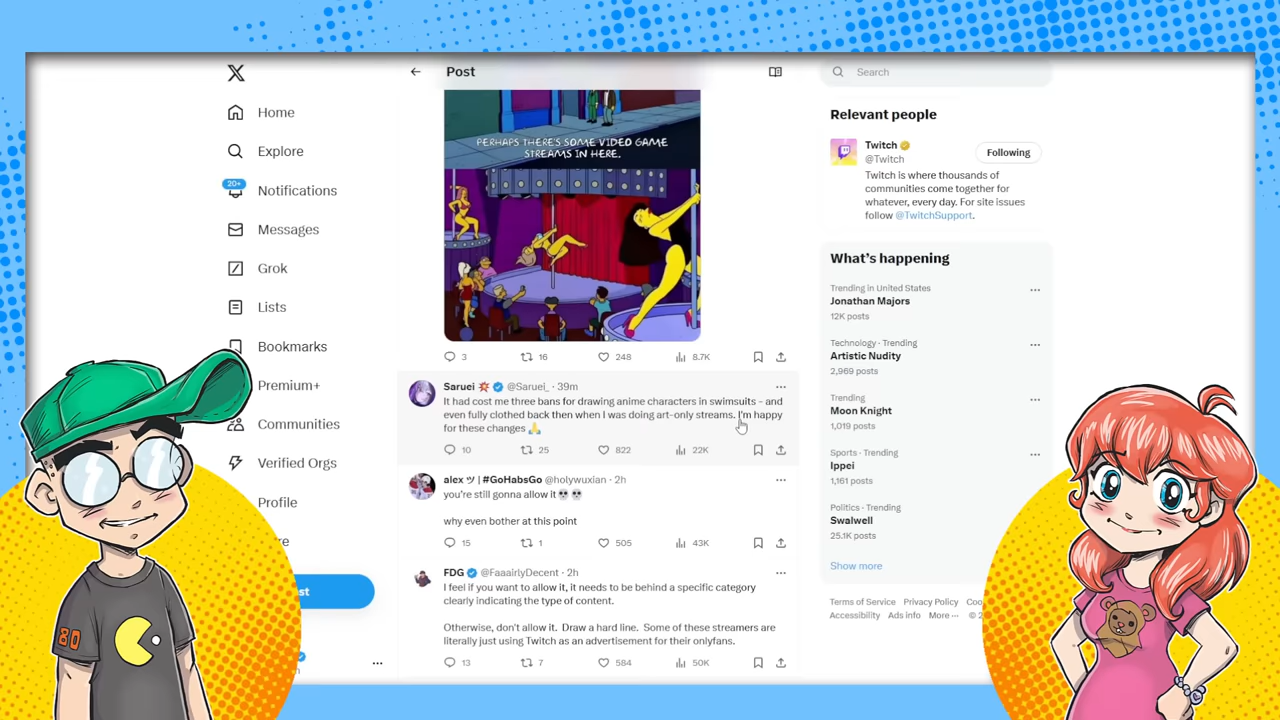 Home
Explore
20+
Notifications
Messages
Grok
Lists
Bookmarks
Premium+
Communities
Verified Orgs
Profile
Post
PERHAPS THERE'S SOME VIDEO GAME
STREAMS IN HERE.
3 16 248 8.7K
Saruei @Saruei_ · 39m
It had cost me three bans for drawing anime characters in swimsuits - and
even fully clothed back then when I was doing art-only streams. I'm happy
for these changes 🙏
10 25 822 22K
alex ツ | #GoHabsGo @holywuxian · 2h
you're still gonna allow it💀💀
why even bother at this point
15 1 505 43K
FDG @FaaairlyDecent · 2h
I feel if you want to allow it, it needs to be behind a specific category
clearly indicating the type of content.
Otherwise, don't allow it. Draw a hard line. Some of these streamers are
literally just using Twitch as an advertisement for their onlyfans.
13 7 584 50K
Search
Relevant people
Twitch
@Twitch
Following
Twitch is where thousands of
communities come together for
whatever, every day. For site issues
follow @TwitchSupport.
What's happening
Trending in United States
Jonathan Majors
12K posts
Technology · Trending
Artistic Nudity
2,969 posts
Trending
Moon Knight
1,019 posts
Sports · Trending
Ippei
1,161 posts
Politics · Trending
Swalwell
25.1K posts
Show more
Terms of Service Privacy Policy
Accessibility Ads info More ···
80